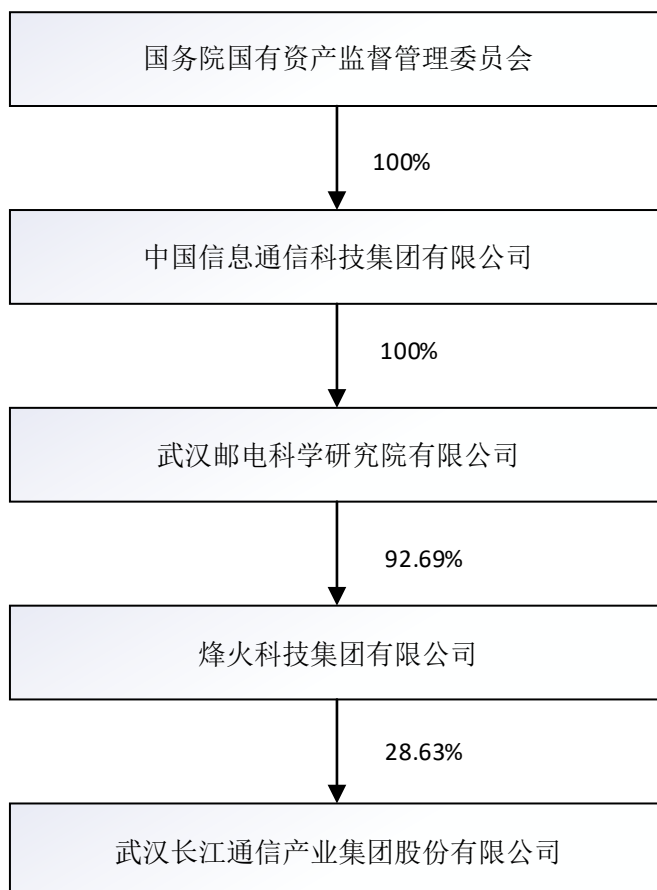 国务院国有资产监督管理委员会
100%
中国信息通信科技集团有限公司
100%
武汉邮电科学研究院有限公司
92.69%
烽火科技集团有限公司
28.63%
武汉长江通信产业集团股份有限公司